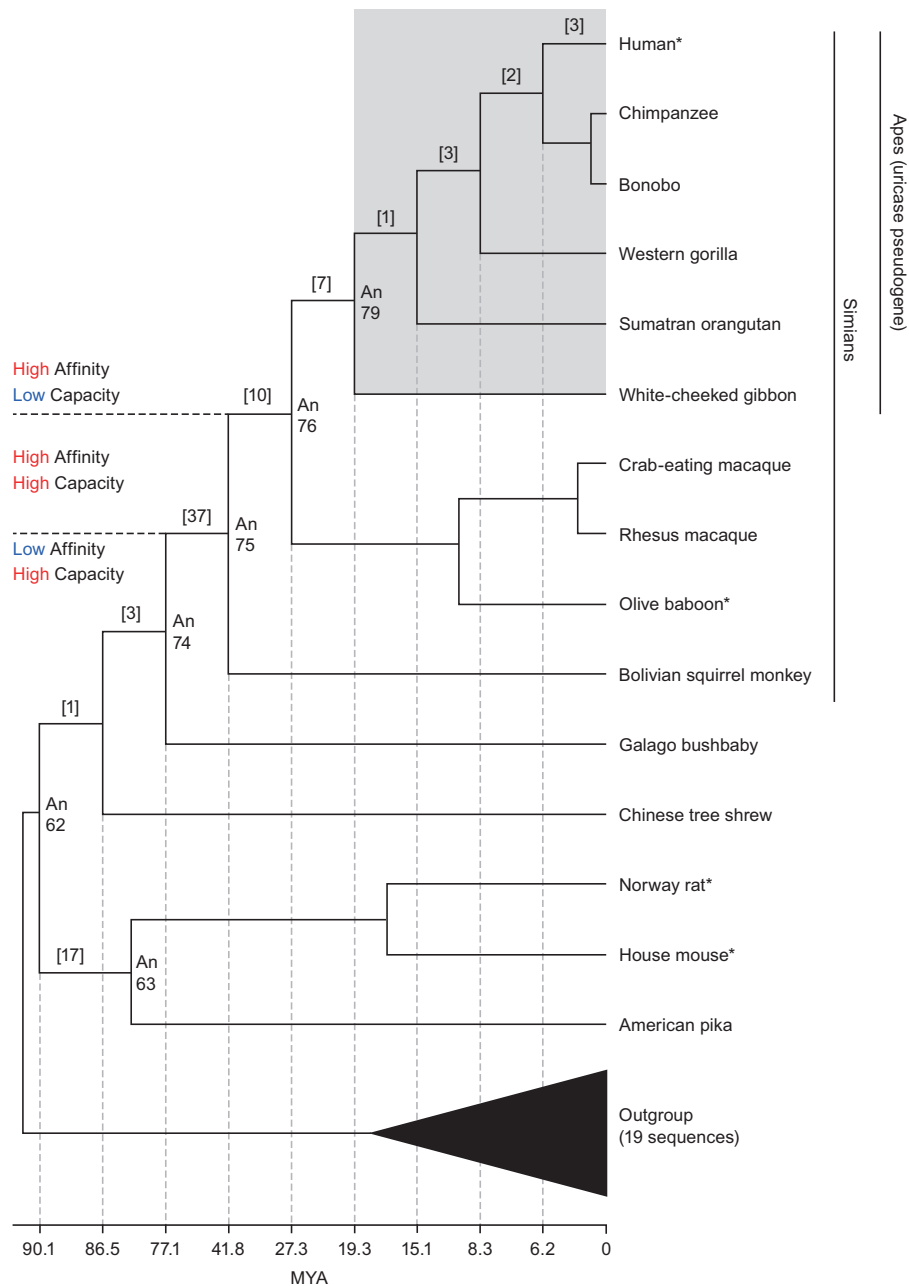 [3]
Human*
[2]
Chimpanzee
[3]
Bonobo
[1]
Western gorilla
[7]
An
79
Sumatran orangutan
High Affinity
Low Capacity
[10]
White-cheeked gibbon
An
76
High Affinity
High Capacity
Crab-eating macaque
[37]
An
75
Rhesus macaque
Low Affinity
High Capacity
Olive baboon*
[3]
An
74
Bolivian squirrel monkey
[1]
Galago bushbaby
An
62
Chinese tree shrew
Norway rat*
[17]
An
63
House mouse*
American pika
Outgroup
(19 sequences)
Simians
Apes (uricase pseudogene)
90.1 86.5 77.1 41.8 27.3 19.3 15.1 8.3 6.2 0
MYA